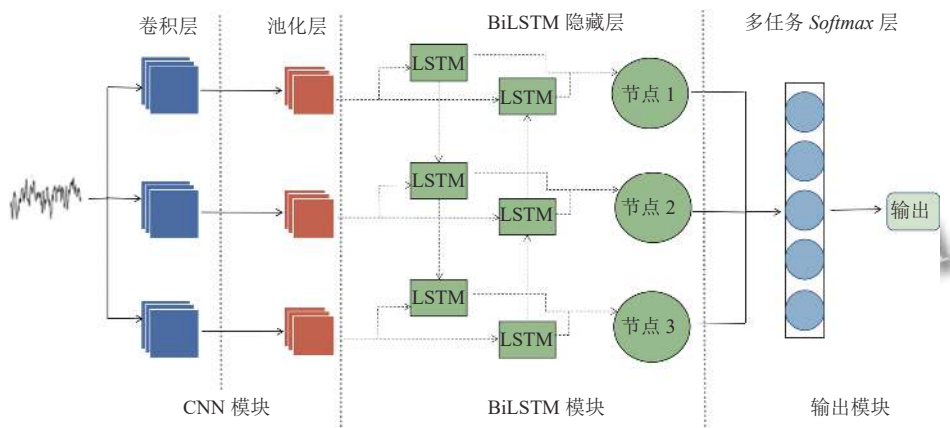 卷积层 池化层 BiLSTM 隐藏层 多任务 Softmax 层
LSTM
LSTM
节点 1
LSTM
LSTM
节点 2
输出
LSTM
LSTM
节点 3
CNN 模块 BiLSTM 模块 输出模块